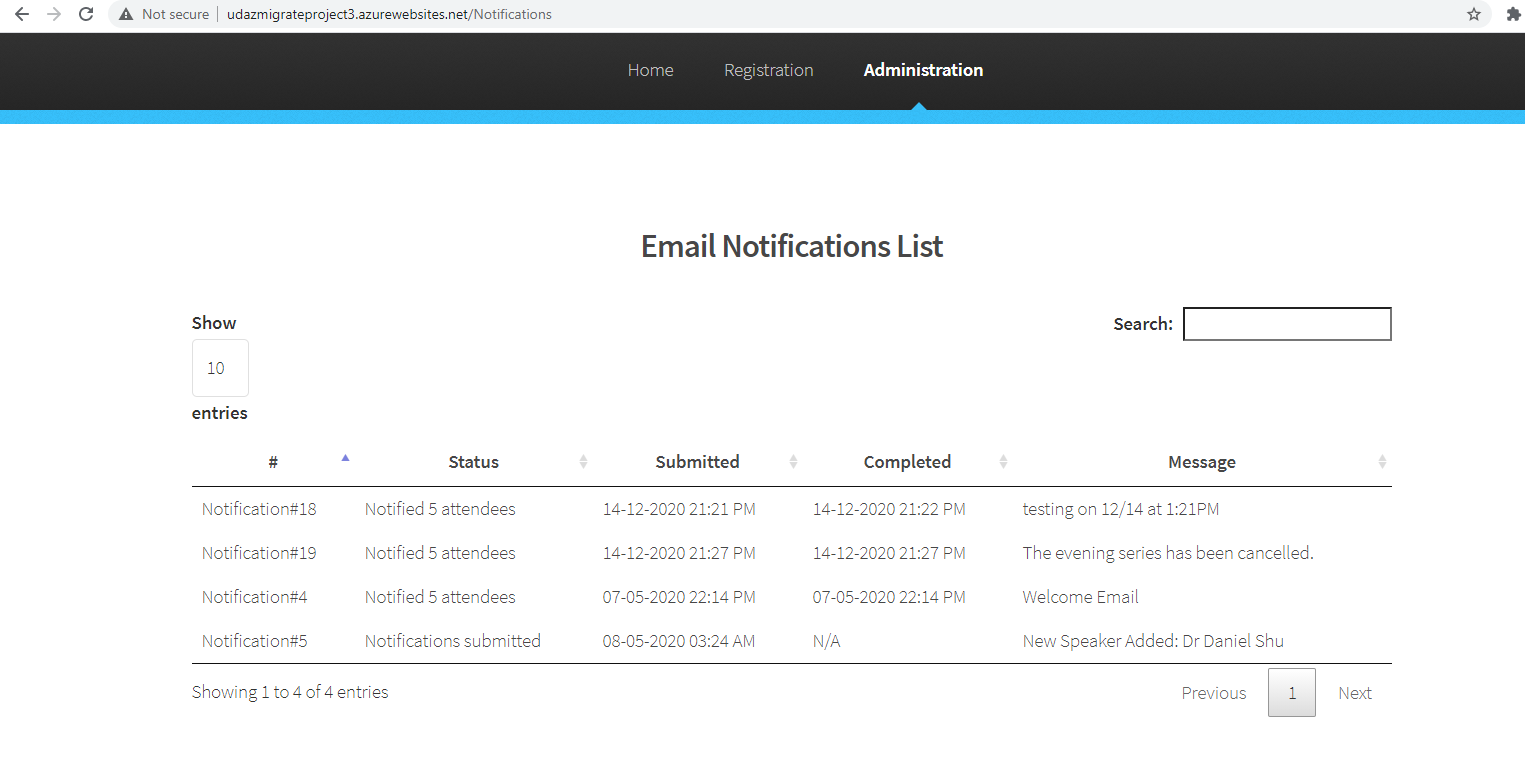 Not secure | udazmigrateproject3.azurewebsites.net/Notifications
Home Registration Administration
Email Notifications List
Show
10
entries
Search:
# Status Submitted Completed Message
Notification#18 Notified 5 attendees 14-12-2020 21:21 PM 14-12-2020 21:22 PM testing on 12/14 at 1:21PM
Notification#19 Notified 5 attendees 14-12-2020 21:27 PM 14-12-2020 21:27 PM The evening series has been cancelled.
Notification#4 Notified 5 attendees 07-05-2020 22:14 PM 07-05-2020 22:14 PM Welcome Email
Notification#5 Notifications submitted 08-05-2020 03:24 AM N/A New Speaker Added: Dr Daniel Shu
Showing 1 to 4 of 4 entries
Previous 1 Next